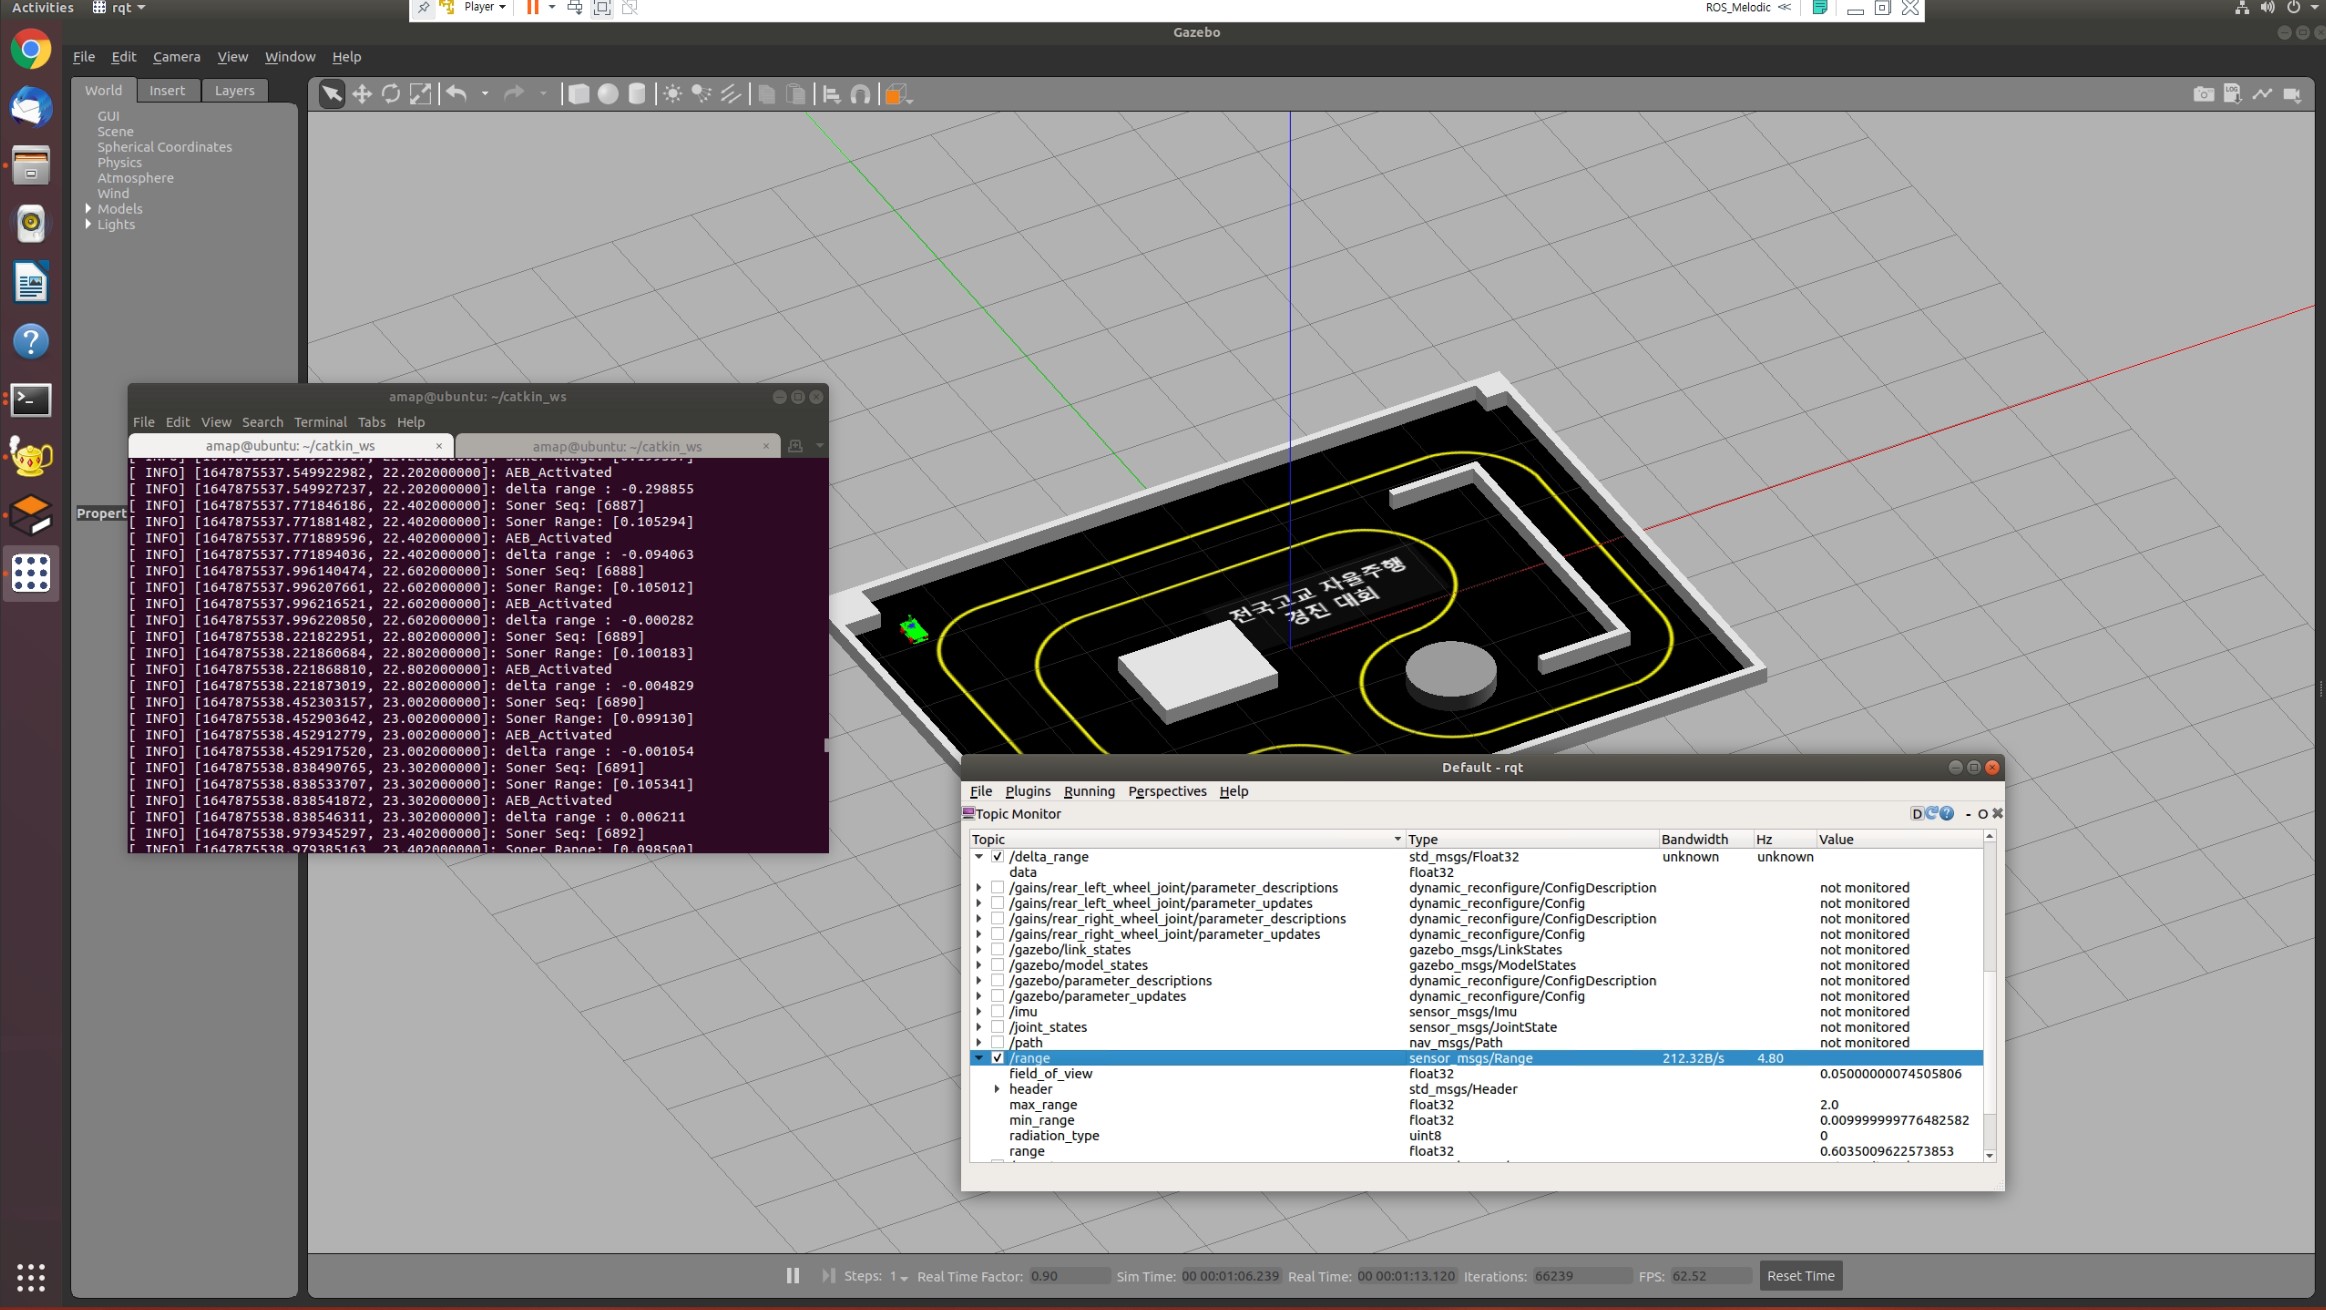 Activities rqt
Player
ROS_Melodic
Gazebo
File Edit Camera View Window Help
World Insert Layers
GUI
Scene
Spherical Coordinates
Physics
Atmosphere
Wind
Models
Lights
Propert
전국고교 자율주행
경진 대회
amap@ubuntu: ~/catkin_ws
File Edit View Search Terminal Tabs Help
amap@ubuntu: ~/catkin_ws × amap@ubuntu: ~/catkin_ws ×
[ INFO] [1647875537.549922982, 22.202000000]: AEB_Activated
[ INFO] [1647875537.549927237, 22.202000000]: delta range : -0.298855
[ INFO] [1647875537.771846186, 22.402000000]: Soner Seq: [6887]
[ INFO] [1647875537.771881482, 22.402000000]: Soner Range: [0.105294]
[ INFO] [1647875537.771889596, 22.402000000]: AEB_Activated
[ INFO] [1647875537.771894036, 22.402000000]: delta range : -0.094063
[ INFO] [1647875537.996140474, 22.602000000]: Soner Seq: [6888]
[ INFO] [1647875537.996207661, 22.602000000]: Soner Range: [0.105012]
[ INFO] [1647875537.996216521, 22.602000000]: AEB_Activated
[ INFO] [1647875537.996220850, 22.602000000]: delta range : -0.000282
[ INFO] [1647875538.221822951, 22.802000000]: Soner Seq: [6889]
[ INFO] [1647875538.221860684, 22.802000000]: Soner Range: [0.100183]
[ INFO] [1647875538.221868810, 22.802000000]: AEB_Activated
[ INFO] [1647875538.221873019, 22.802000000]: delta range : -0.004829
[ INFO] [1647875538.452303157, 23.002000000]: Soner Seq: [6890]
[ INFO] [1647875538.452903642, 23.002000000]: Soner Range: [0.099130]
[ INFO] [1647875538.452912779, 23.002000000]: AEB_Activated
[ INFO] [1647875538.452917520, 23.002000000]: delta range : -0.001054
[ INFO] [1647875538.838490765, 23.302000000]: Soner Seq: [6891]
[ INFO] [1647875538.838533707, 23.302000000]: Soner Range: [0.105341]
[ INFO] [1647875538.838541872, 23.302000000]: AEB_Activated
[ INFO] [1647875538.838546311, 23.302000000]: delta range : 0.006211
[ INFO] [1647875538.979345297, 23.402000000]: Soner Seq: [6892]
[ INFO] [1647875538.979385163, 23.402000000]: Soner Range: [0.098500]
Default - rqt
File Plugins Running Perspectives Help
Topic Monitor D - O
Topic Type Bandwidth Hz Value
/delta_range std_msgs/Float32 unknown unknown
data float32
/gains/rear_left_wheel_joint/parameter_descriptions dynamic_reconfigure/ConfigDescription not monitored
/gains/rear_left_wheel_joint/parameter_updates dynamic_reconfigure/Config not monitored
/gains/rear_right_wheel_joint/parameter_descriptions dynamic_reconfigure/ConfigDescription not monitored
/gains/rear_right_wheel_joint/parameter_updates dynamic_reconfigure/Config not monitored
/gazebo/link_states gazebo_msgs/LinkStates not monitored
/gazebo/model_states gazebo_msgs/ModelStates not monitored
/gazebo/parameter_descriptions dynamic_reconfigure/ConfigDescription not monitored
/gazebo/parameter_updates dynamic_reconfigure/Config not monitored
/imu sensor_msgs/Imu not monitored
/joint_states sensor_msgs/JointState not monitored
/path nav_msgs/Path not monitored
/range sensor_msgs/Range 212.32B/s 4.80
field_of_view float32 0.05000000074505806
header std_msgs/Header
max_range float32 2.0
min_range float32 0.009999999776482582
radiation_type uint8 0
range float32 0.6035009622573853
Steps: 1 Real Time Factor: 0.90 Sim Time: 00 00:01:06.239 Real Time: 00 00:01:13.120 Iterations: 66239 FPS: 62.52 Reset Time